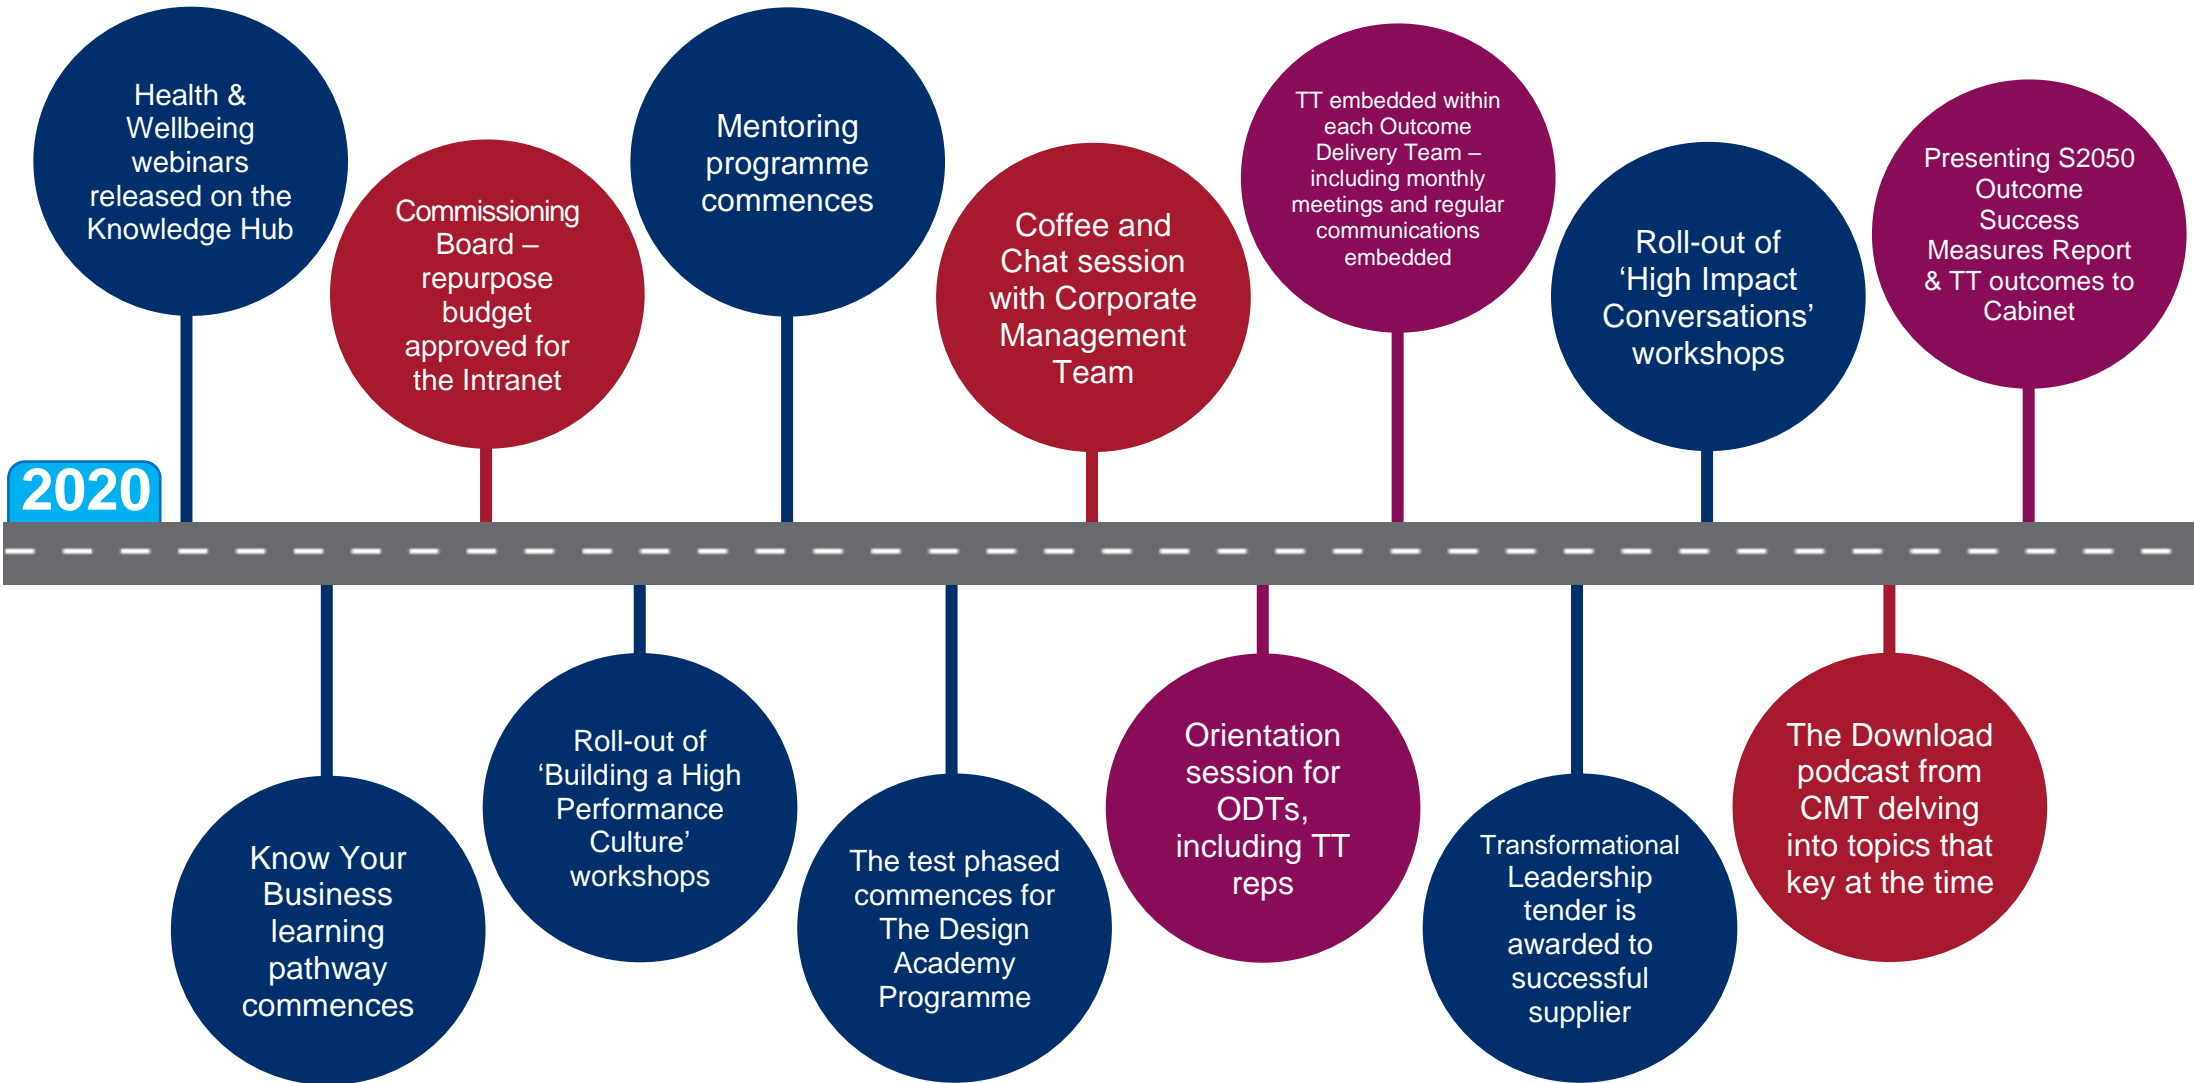 Health &
Wellbeing
webinars
released on the
Knowledge Hub
Commissioning
Board –
repurpose
budget
approved for
the Intranet
Mentoring
programme
commences
Coffee and
Chat session
with Corporate
Management
Team
TT embedded within
each Outcome
Delivery Team –
including monthly
meetings and regular
communications
embedded
Roll-out of
‘High Impact
Conversations’
workshops
Presenting S2050
Outcome
Success
Measures Report
& TT outcomes to
Cabinet
2020
Know Your
Business
learning
pathway
commences
Roll-out of
‘Building a High
Performance
Culture’
workshops
The test phased
commences for
The Design
Academy
Programme
Orientation
session for
ODTs,
including TT
reps
Transformational
Leadership
tender is
awarded to
successful
supplier
The Download
podcast from
CMT delving
into topics that
key at the time